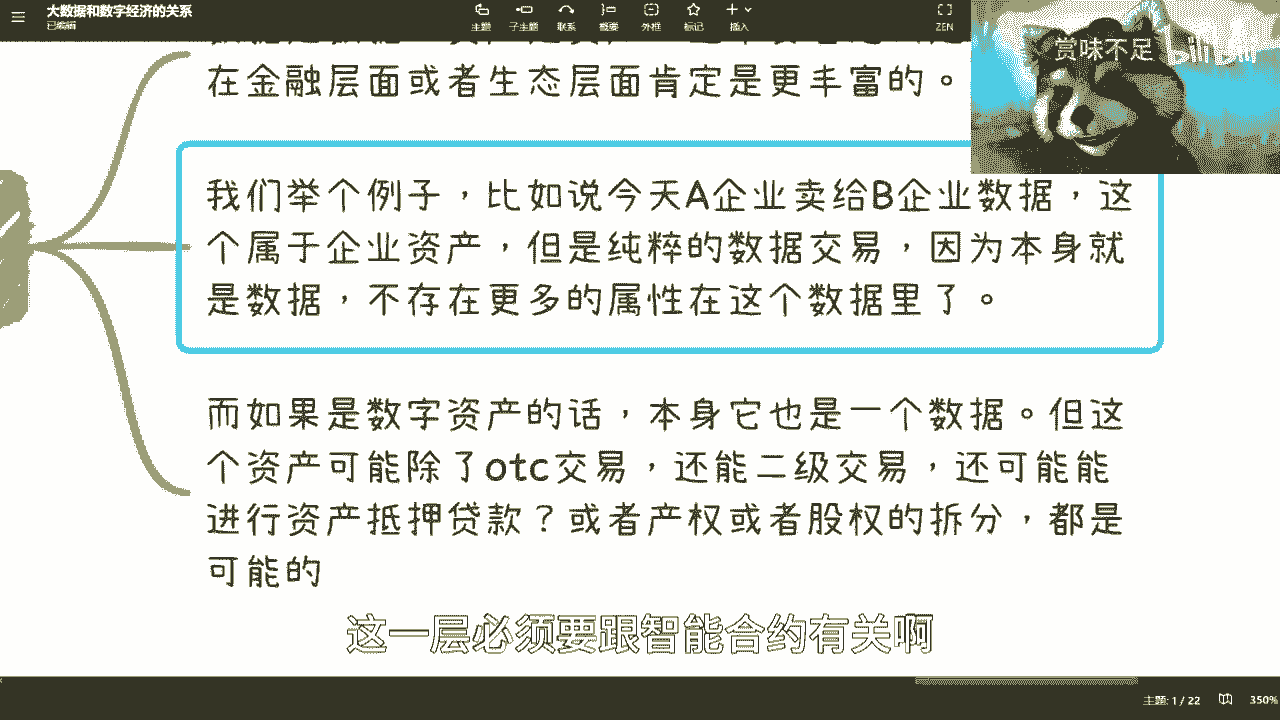 大数据和数字经济的关系
已编辑
主题
子主题
联系
概要
外框
标记
插入
ZEN
赏味不足
在金融层面或者生态层面肯定是更丰富的。
我们举个例子，比如说今天A企业卖给B企业数据，这
个属于企业资产，但是纯粹的数据交易，因为本身就
是数据，不存在更多的属性在这个数据里了。
而如果是数字资产的话，本身它也是一个数据。但这
个资产可能除了otc交易，还能二级交易，还可能能
进行资产抵押贷款？或者产权或者股权的拆分，都是
可能的
这一层必须要跟智能合约有关啊
主题: 1 / 22
350%